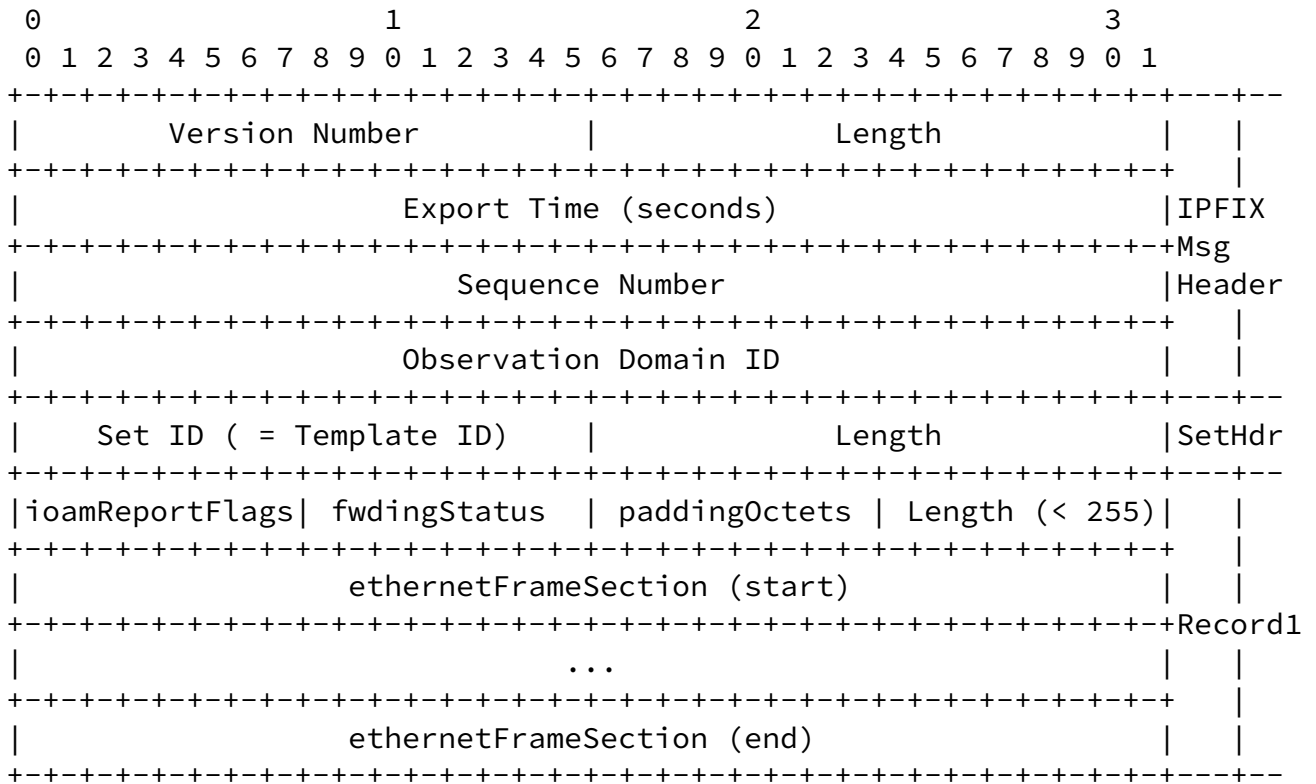 0                   1                   2                   3
 0 1 2 3 4 5 6 7 8 9 0 1 2 3 4 5 6 7 8 9 0 1 2 3 4 5 6 7 8 9 0 1
+-+-+-+-+-+-+-+-+-+-+-+-+-+-+-+-+-+-+-+-+-+-+-+-+-+-+-+-+-+-+-+-+---+--
|        Version Number         |             Length            |   |
+-+-+-+-+-+-+-+-+-+-+-+-+-+-+-+-+-+-+-+-+-+-+-+-+-+-+-+-+-+-+-+-+   |
|                     Export Time (seconds)                     |IPFIX
+-+-+-+-+-+-+-+-+-+-+-+-+-+-+-+-+-+-+-+-+-+-+-+-+-+-+-+-+-+-+-+-+Msg
|                        Sequence Number                        |Header
+-+-+-+-+-+-+-+-+-+-+-+-+-+-+-+-+-+-+-+-+-+-+-+-+-+-+-+-+-+-+-+-+   |
|                     Observation Domain ID                     |   |
+-+-+-+-+-+-+-+-+-+-+-+-+-+-+-+-+-+-+-+-+-+-+-+-+-+-+-+-+-+-+-+-+---+--
|    Set ID ( = Template ID)    |             Length            |SetHdr
+-+-+-+-+-+-+-+-+-+-+-+-+-+-+-+-+-+-+-+-+-+-+-+-+-+-+-+-+-+-+-+-+---+--
|ioamReportFlags| fwdingStatus  | paddingOctets | Length (< 255)|   |
+-+-+-+-+-+-+-+-+-+-+-+-+-+-+-+-+-+-+-+-+-+-+-+-+-+-+-+-+-+-+-+-+   |
|                  ethernetFrameSection (start)                 |   |
+-+-+-+-+-+-+-+-+-+-+-+-+-+-+-+-+-+-+-+-+-+-+-+-+-+-+-+-+-+-+-+-+Record1
|                              ...                              |   |
+-+-+-+-+-+-+-+-+-+-+-+-+-+-+-+-+-+-+-+-+-+-+-+-+-+-+-+-+-+-+-+-+   |
|                  ethernetFrameSection (end)                   |   |
+-+-+-+-+-+-+-+-+-+-+-+-+-+-+-+-+-+-+-+-+-+-+-+-+-+-+-+-+-+-+-+-+---+--